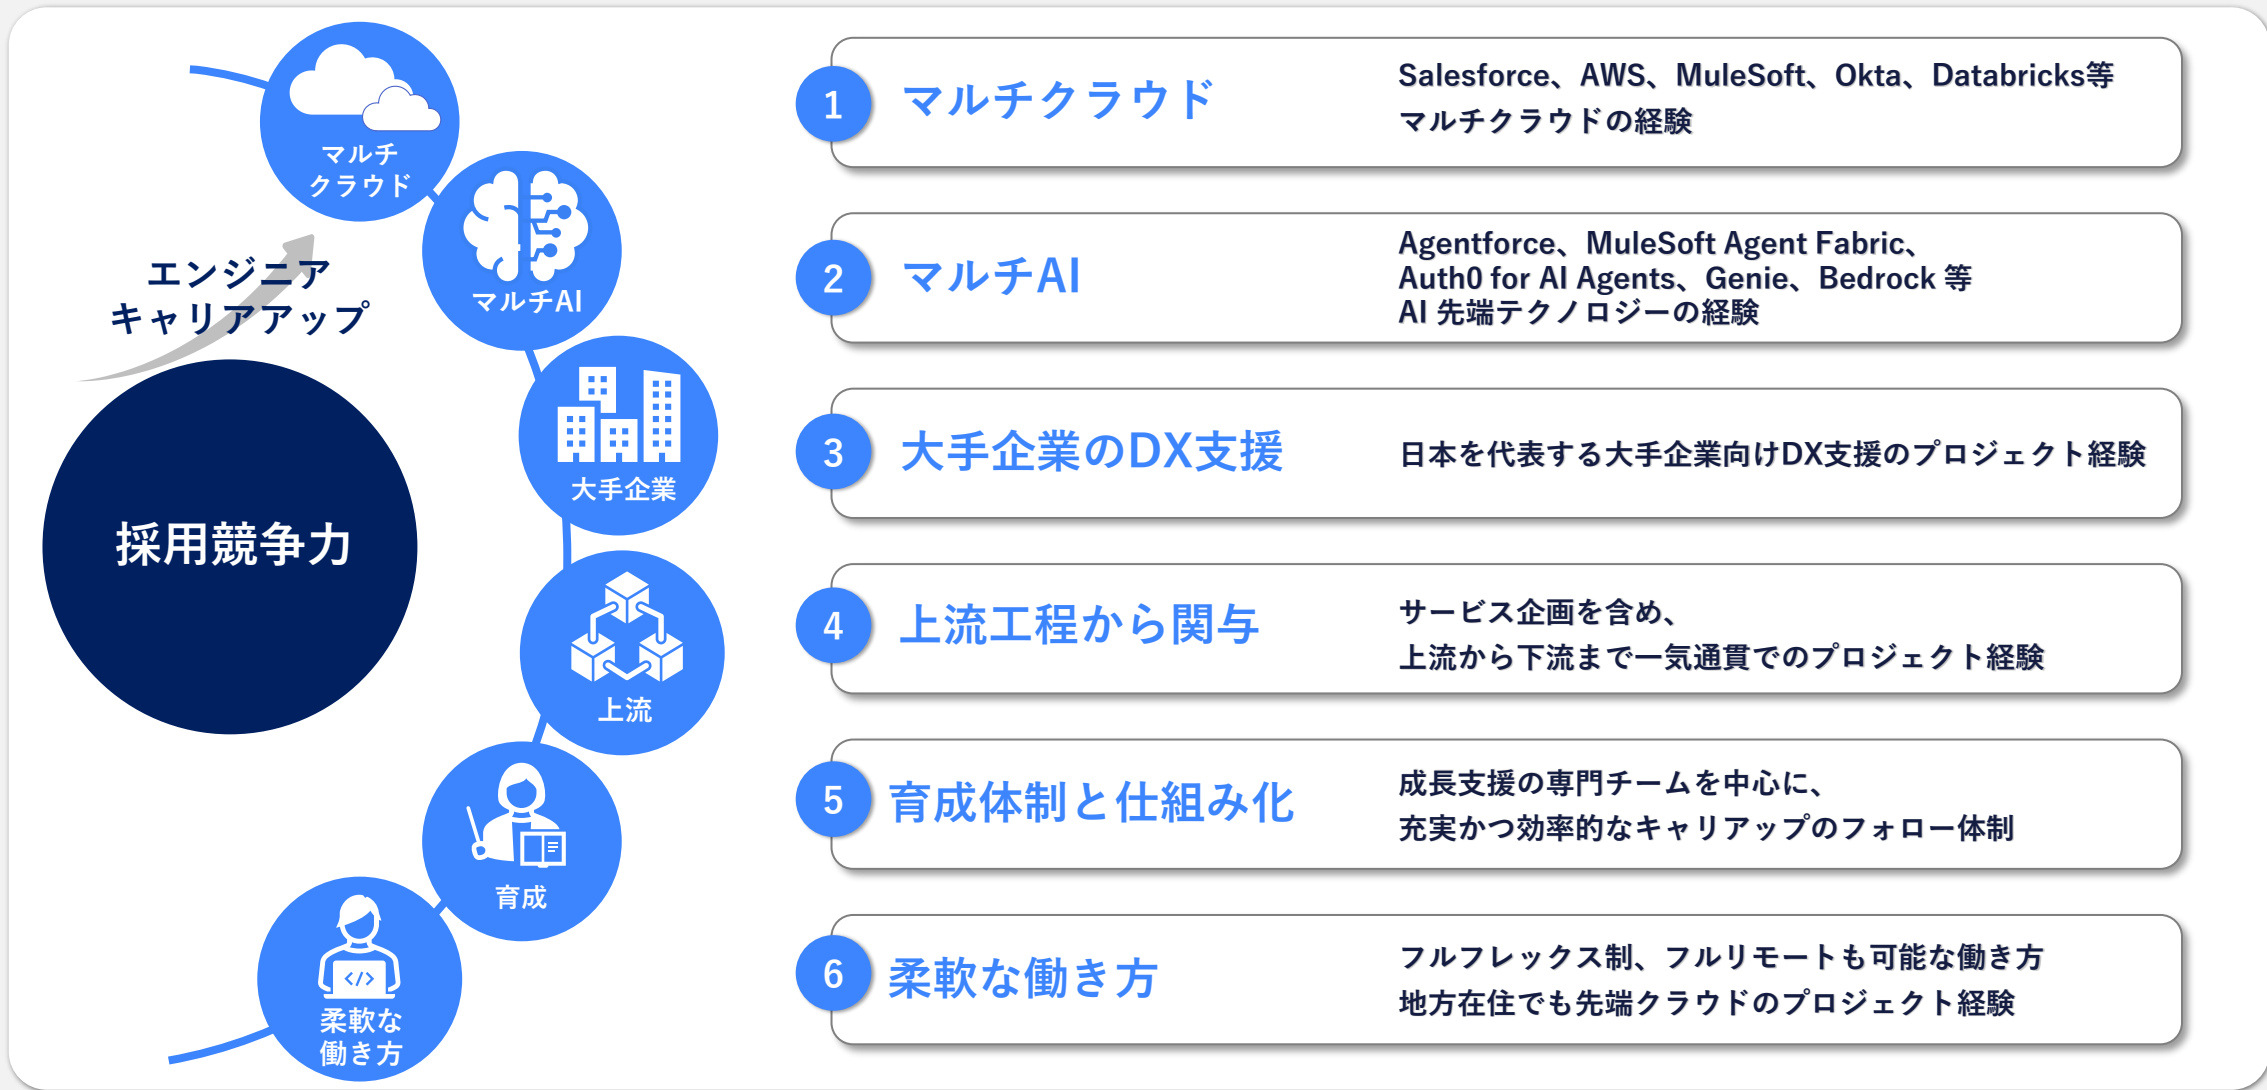 マルチ
クラウド
マルチAI
エンジニア
キャリアアップ
大手企業
採用競争力
上流
育成
柔軟な
働き方
1
マルチクラウド
Salesforce、AWS、MuleSoft、Okta、Databricks等
マルチクラウドの経験
2
マルチAI
Agentforce、MuleSoft Agent Fabric、
Auth0 for AI Agents、Genie、Bedrock 等
AI 先端テクノロジーの経験
3
大手企業のDX支援
日本を代表する大手企業向けDX支援のプロジェクト経験
4
上流工程から関与
サービス企画を含め、
上流から下流まで一気通貫でのプロジェクト経験
5
育成体制と仕組み化
成長支援の専門チームを中心に、
充実かつ効率的なキャリアップのフォロー体制
6
柔軟な働き方
フルフレックス制、フルリモートも可能な働き方
地方在住でも先端クラウドのプロジェクト経験